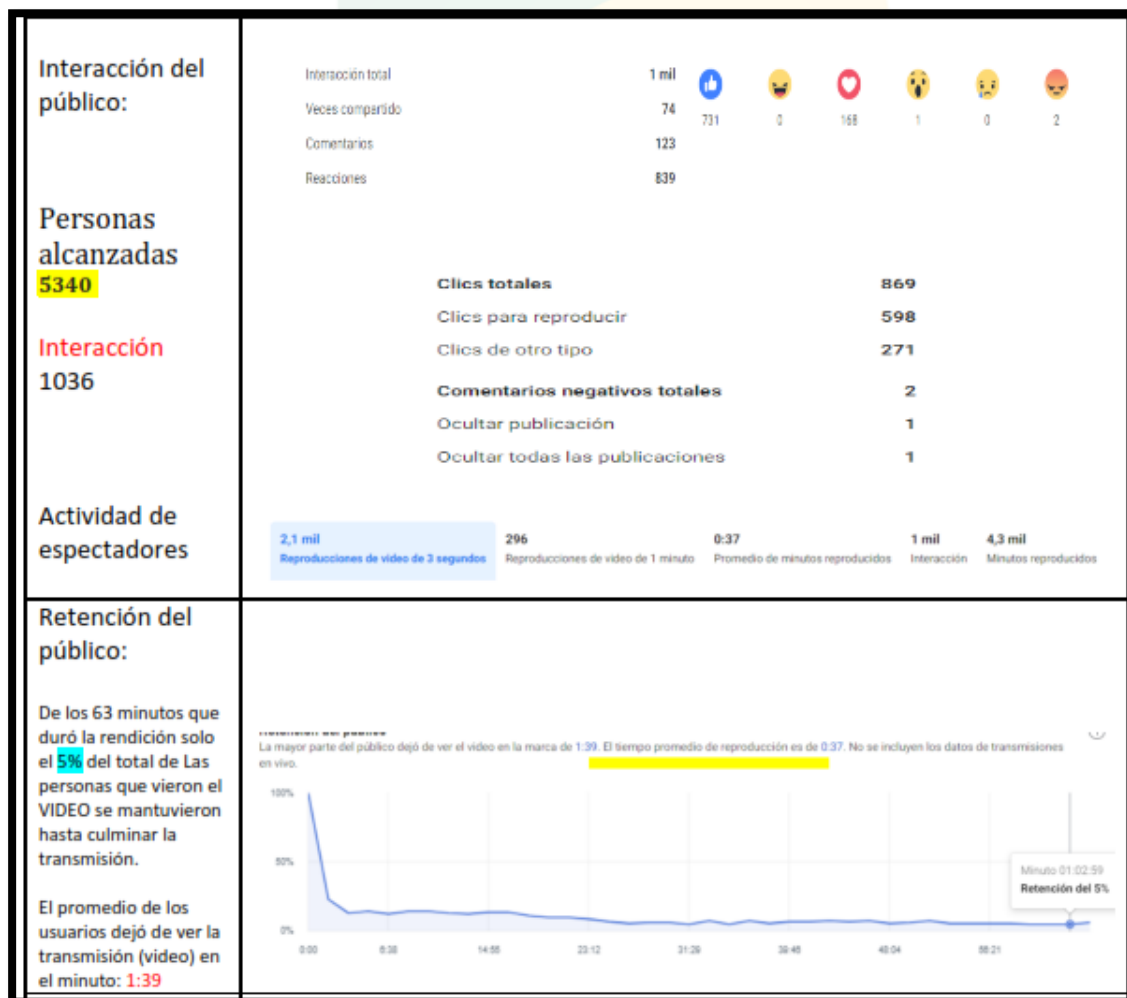 Interacción del
público:
Personas
alcanzadas
5340
Interacción
1036
Actividad de
espectadores
Interacción total 1 mil
Veces compartido 74
Comentarios 123
Reacciones 839
731 0 168 1 0 2
Clics totales 869
Clics para reproducir 598
Clics de otro tipo 271
Comentarios negativos totales 2
Ocultar publicación 1
Ocultar todas las publicaciones 1
2,1 mil 296 0:37 1 mil 4,3 mil
Reproducciones de video de 3 segundos Reproducciones de video de 1 minuto Promedio de minutos reproducidos Interacción Minutos reproducidos
Retención del
público:
De los 63 minutos que
duró la rendición solo
el 5% del total de Las
personas que vieron el
VIDEO se mantuvieron
hasta culminar la
transmisión.
El promedio de los
usuarios dejó de ver la
transmisión (video) en
el minuto: 1:39
La mayor parte del público dejó de ver el video en la marca de 1:39. El tiempo promedio de reproducción es de 0:37. No se incluyen los datos de transmisiones
en vivo.
100%
50%
0%
Minuto 01:02:59
Retención del 5%
0:00 6:38 14:55 23:12 31:29 39:46 48:04 56:21